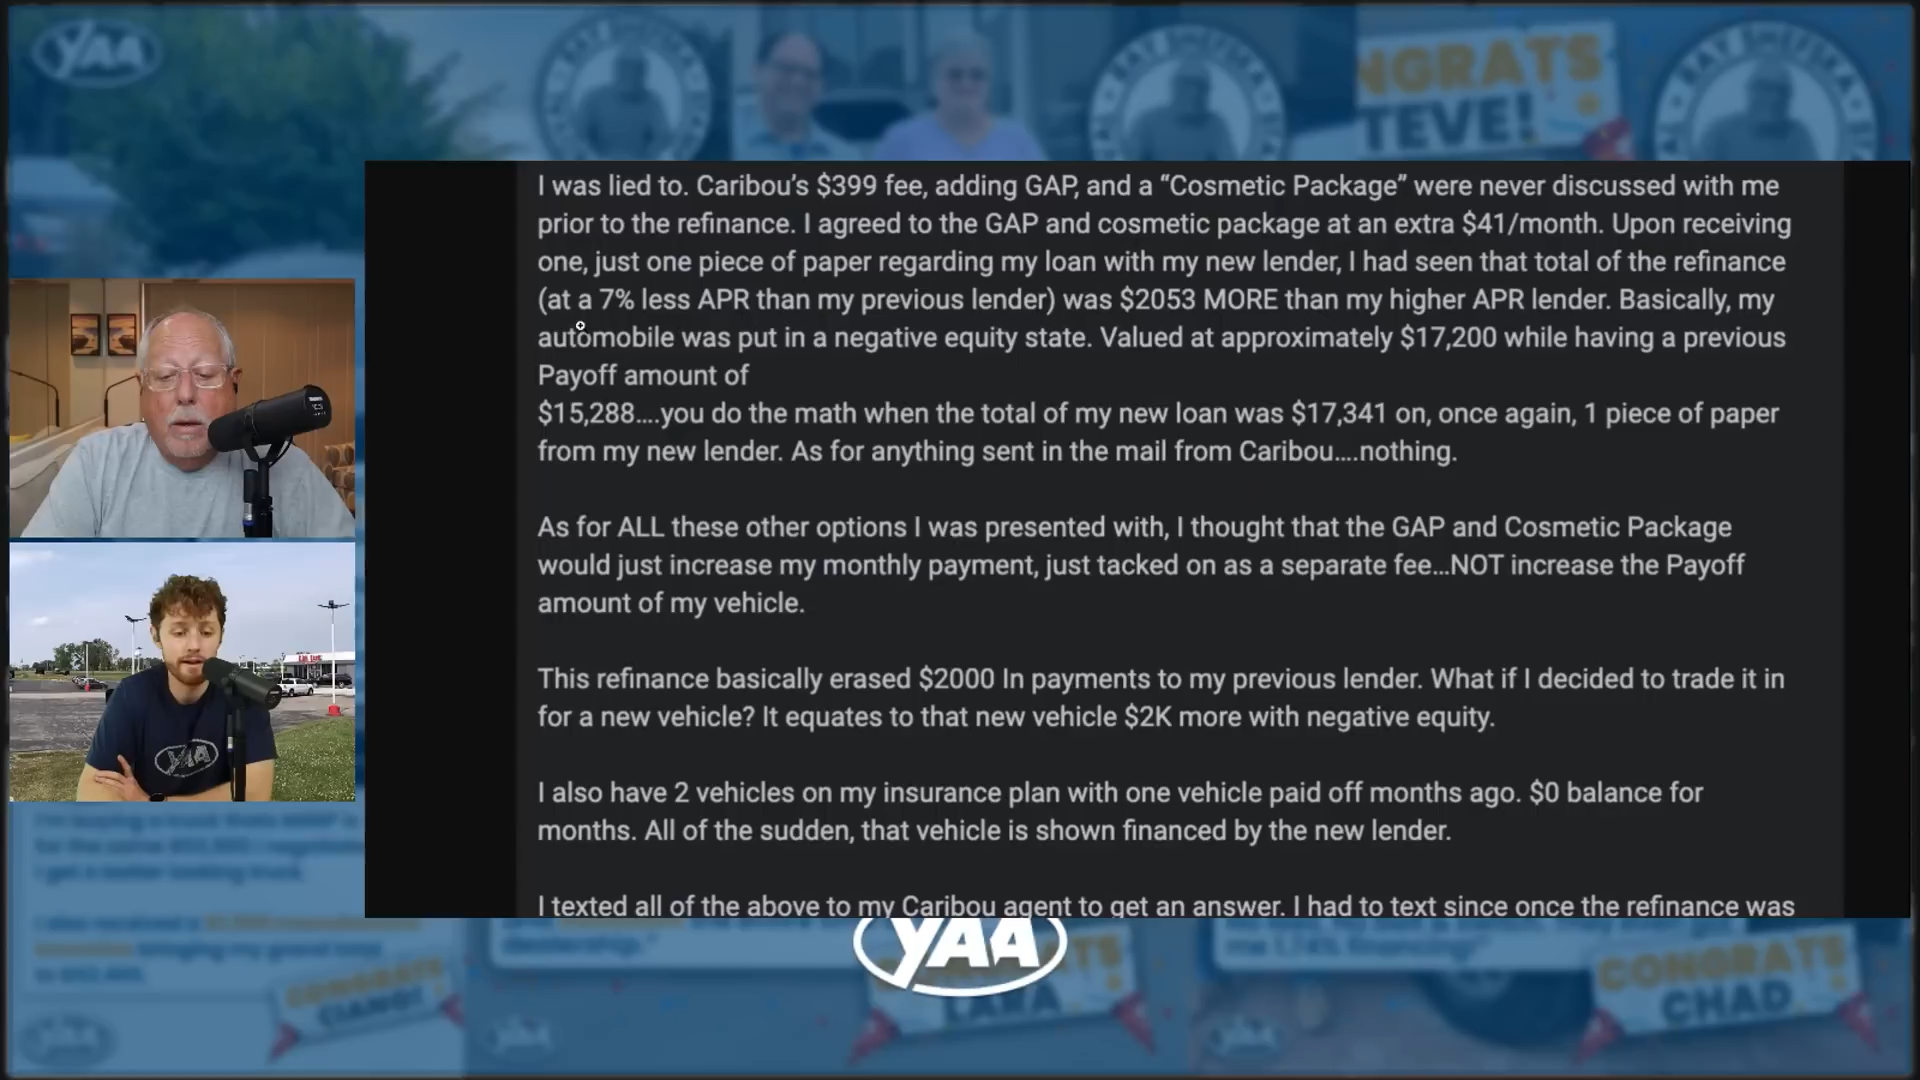 YAA
NGRATS
TEVE!
I was lied to. Caribou’s $399 fee, adding GAP, and a “Cosmetic Package” were never discussed with me
prior to the refinance. I agreed to the GAP and cosmetic package at an extra $41/month. Upon receiving
one, just one piece of paper regarding my loan with my new lender, I had seen that total of the refinance
(at a 7% less APR than my previous lender) was $2053 MORE than my higher APR lender. Basically, my
automobile was put in a negative equity state. Valued at approximately $17,200 while having a previous
Payoff amount of
$15,288....you do the math when the total of my new loan was $17,341 on, once again, 1 piece of paper
from my new lender. As for anything sent in the mail from Caribou....nothing.
As for ALL these other options I was presented with, I thought that the GAP and Cosmetic Package
would just increase my monthly payment, just tacked on as a separate fee...NOT increase the Payoff
amount of my vehicle.
This refinance basically erased $2000 In payments to my previous lender. What if I decided to trade it in
for a new vehicle? It equates to that new vehicle $2K more with negative equity.
I also have 2 vehicles on my insurance plan with one vehicle paid off months ago. $0 balance for
months. All of the sudden, that vehicle is shown financed by the new lender.
I texted all of the above to my Caribou agent to get an answer. I had to text since once the refinance was
YAA
YAA
dealership."
me 1.74% financing!"
CONGRATS
CIANO!
LARA
CONGRATS
CHAD